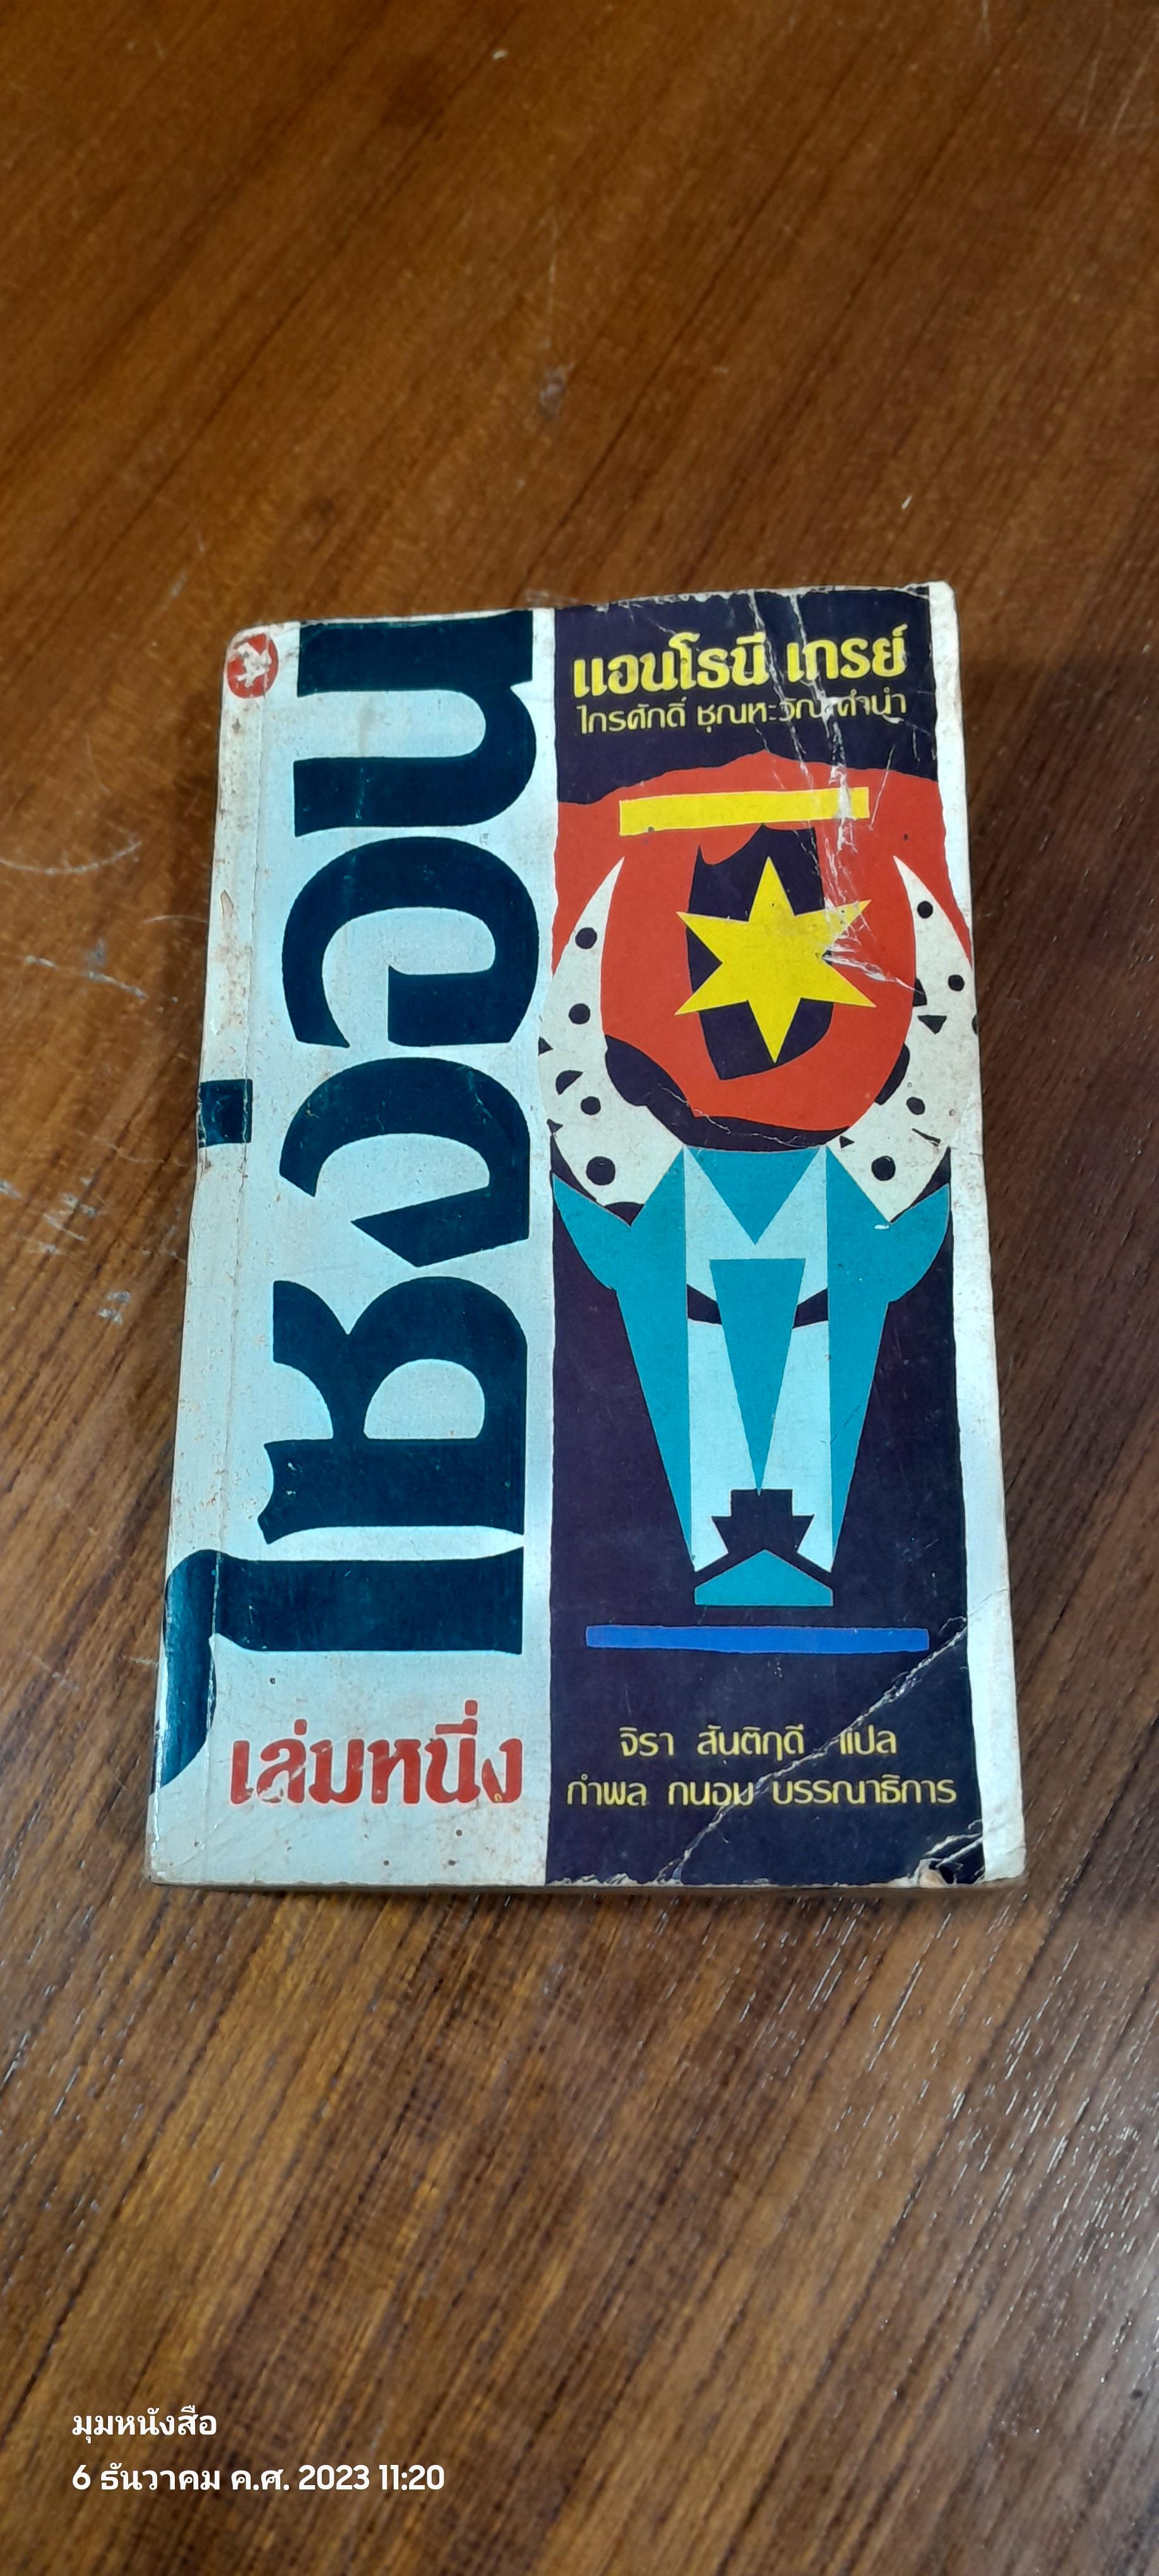 ไซง่อน
แอนโธนี เกรย์
ไกรศักดิ์ ชุณหะวัณ คำนำ
เล่มหนึ่ง
จิรา สันติฤดี แปล
กำพล ถนอม บรรณาธิการ
มุมหนังสือ
6 ธันวาคม ค.ศ. 2023 11:20